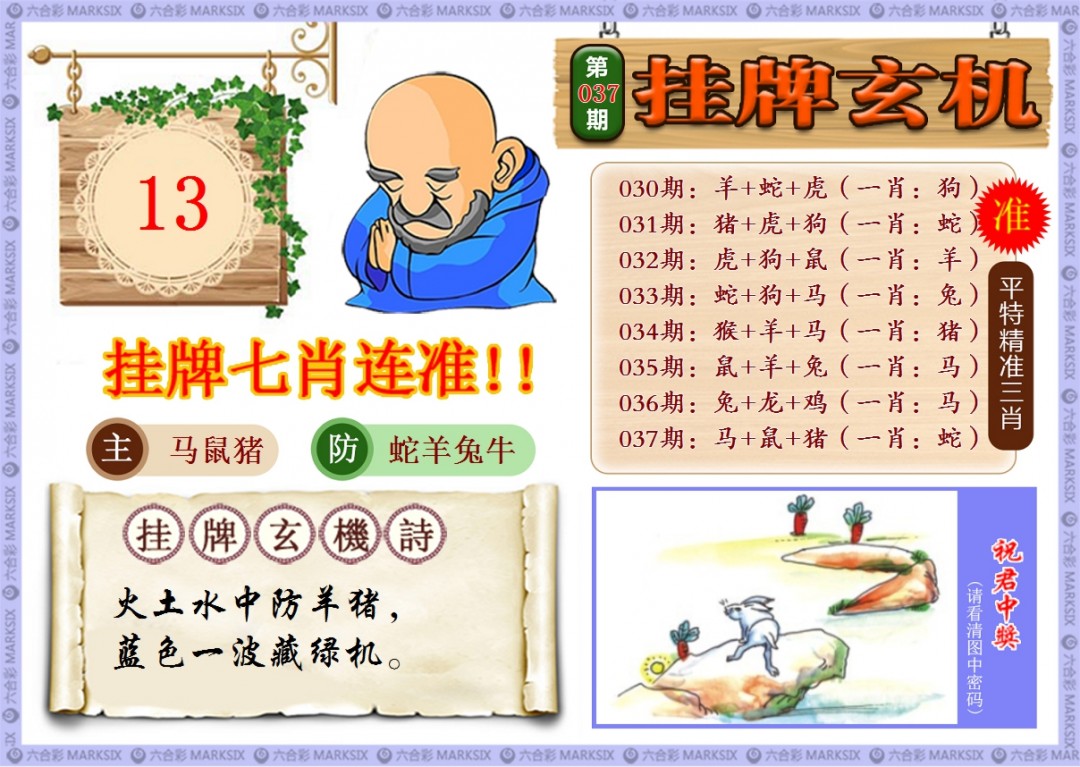 六合彩 MARKSIX
第
037
期
挂牌玄机
13
030期：羊+蛇+虎（一肖：狗）
031期：猪+虎+狗（一肖：蛇）
032期：虎+狗+鼠（一肖：羊）
033期：蛇+狗+马（一肖：兔）
034期：猴+羊+马（一肖：猪）
035期：鼠+羊+兔（一肖：马）
036期：兔+龙+鸡（一肖：马）
037期：马+鼠+猪（一肖：蛇）
准
平特精准三肖
挂牌七肖连准!!
主 马鼠猪
防 蛇羊兔牛
挂牌玄機詩
火土水中防羊猪，
蓝色一波藏绿机。
祝君中奖
（请看清图中密码）